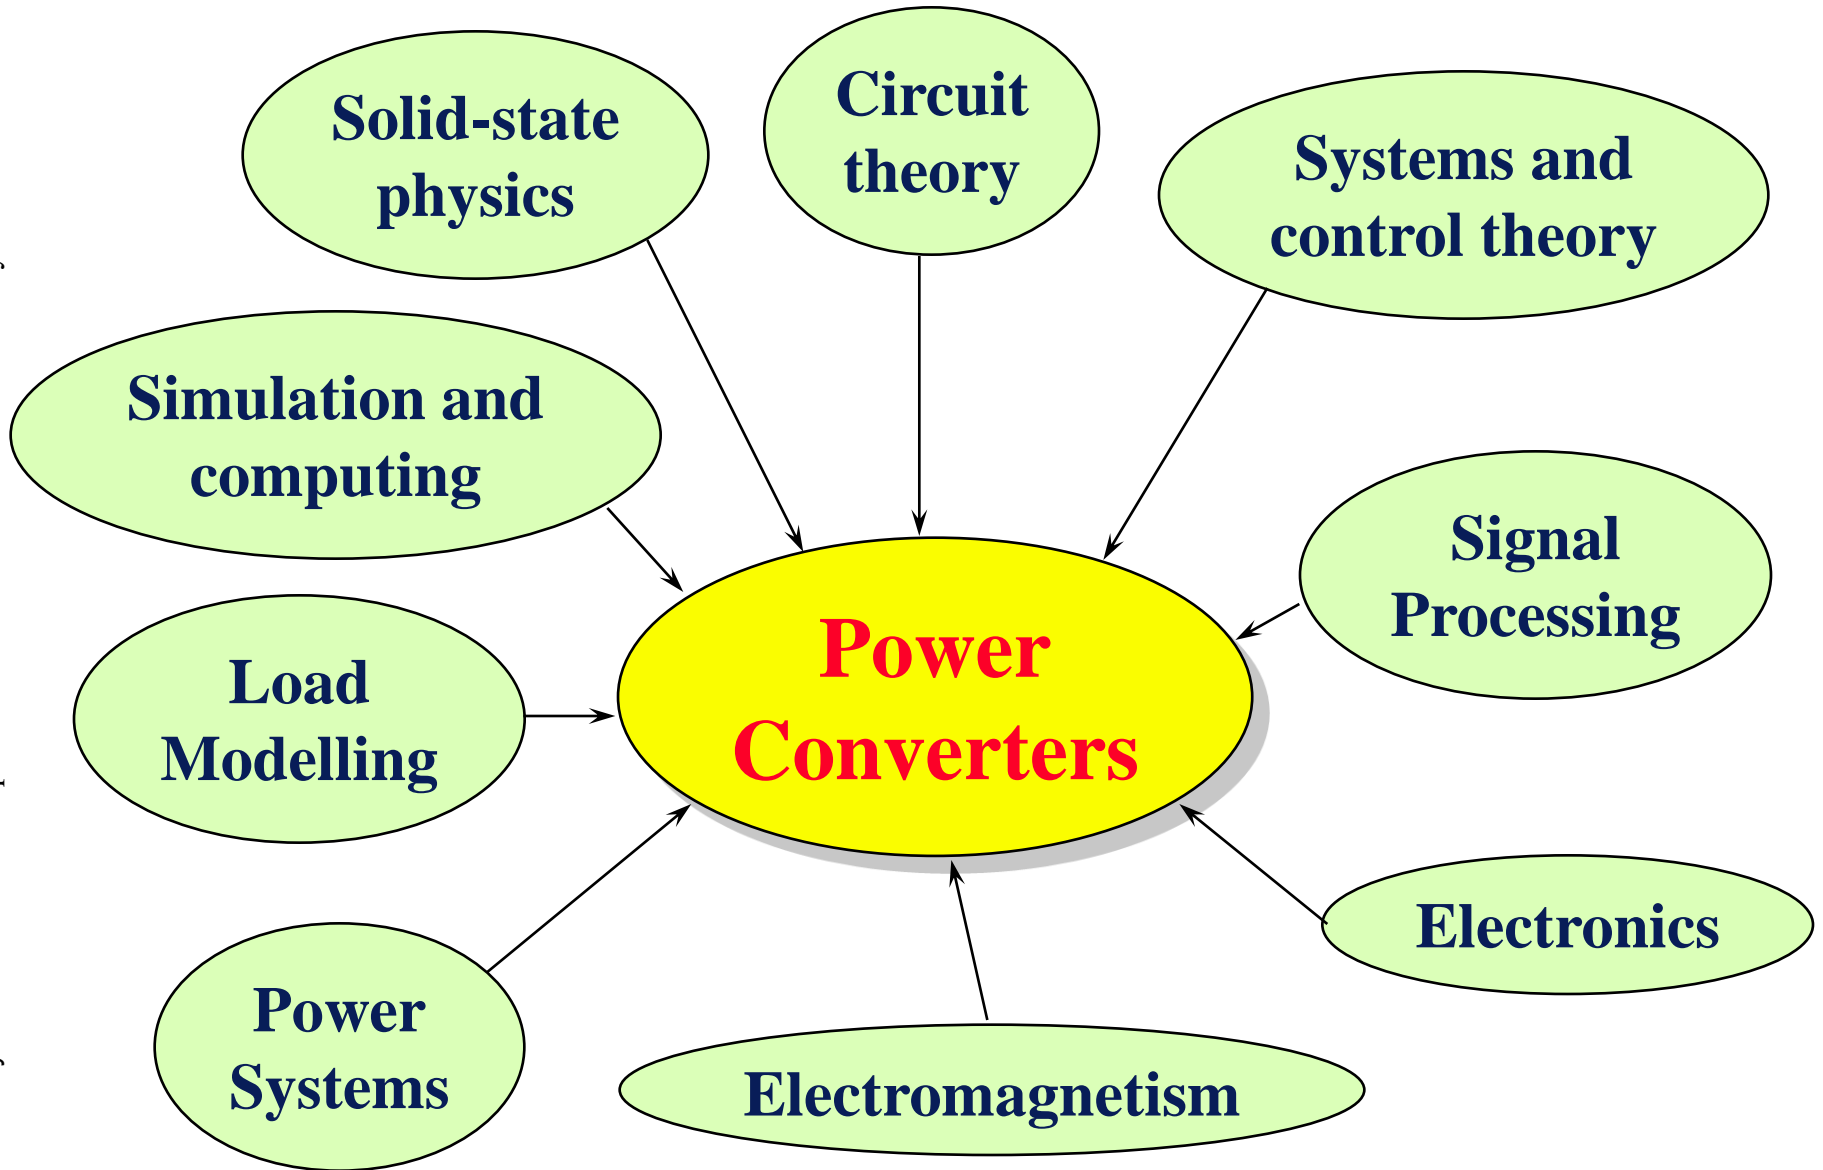 Solid-state
physics
Circuit
theory
Systems and
control theory
Simulation and
computing
Signal
Processing
Power
Converters
Load
Modelling
Electronics
Power
Systems
Electromagnetism